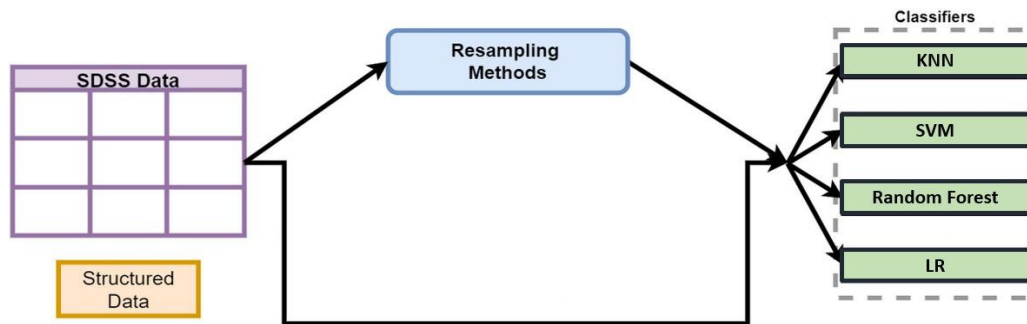 SDSS Data
Structured
Data
Resampling
Methods
Classifiers
KNN
SVM
Random Forest
LR